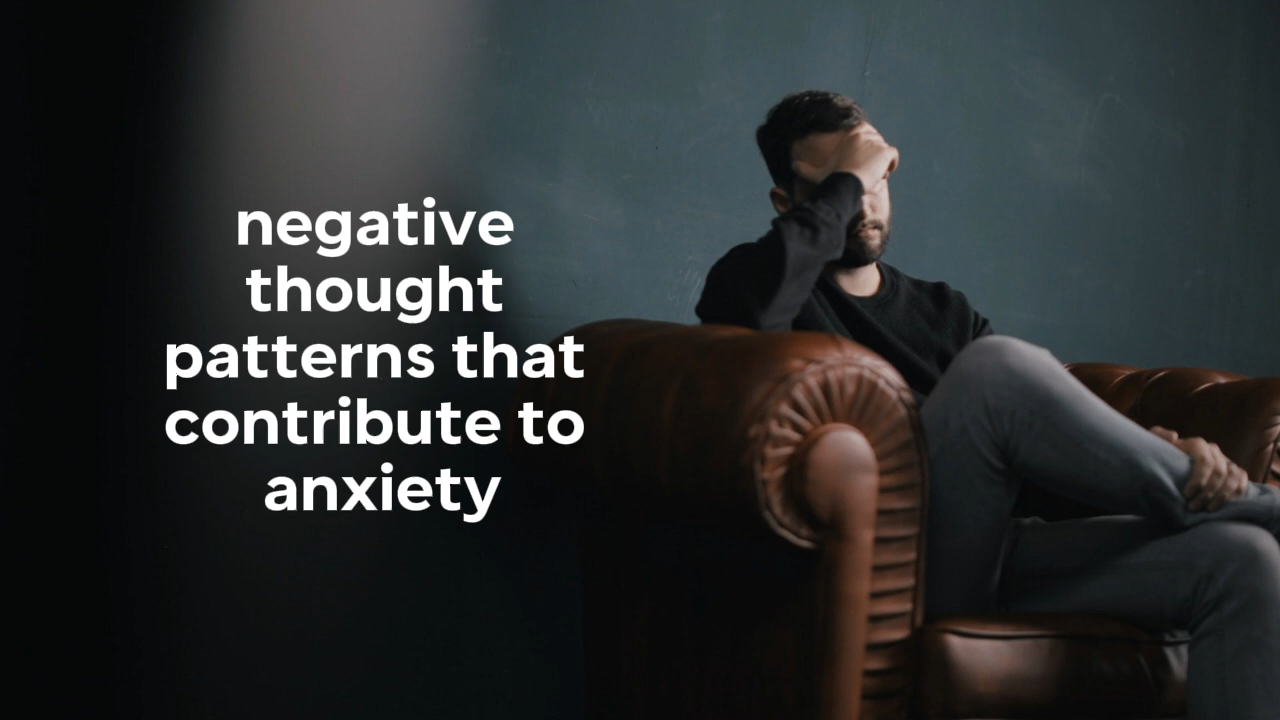 negative
thought
patterns that
contribute to
anxiety